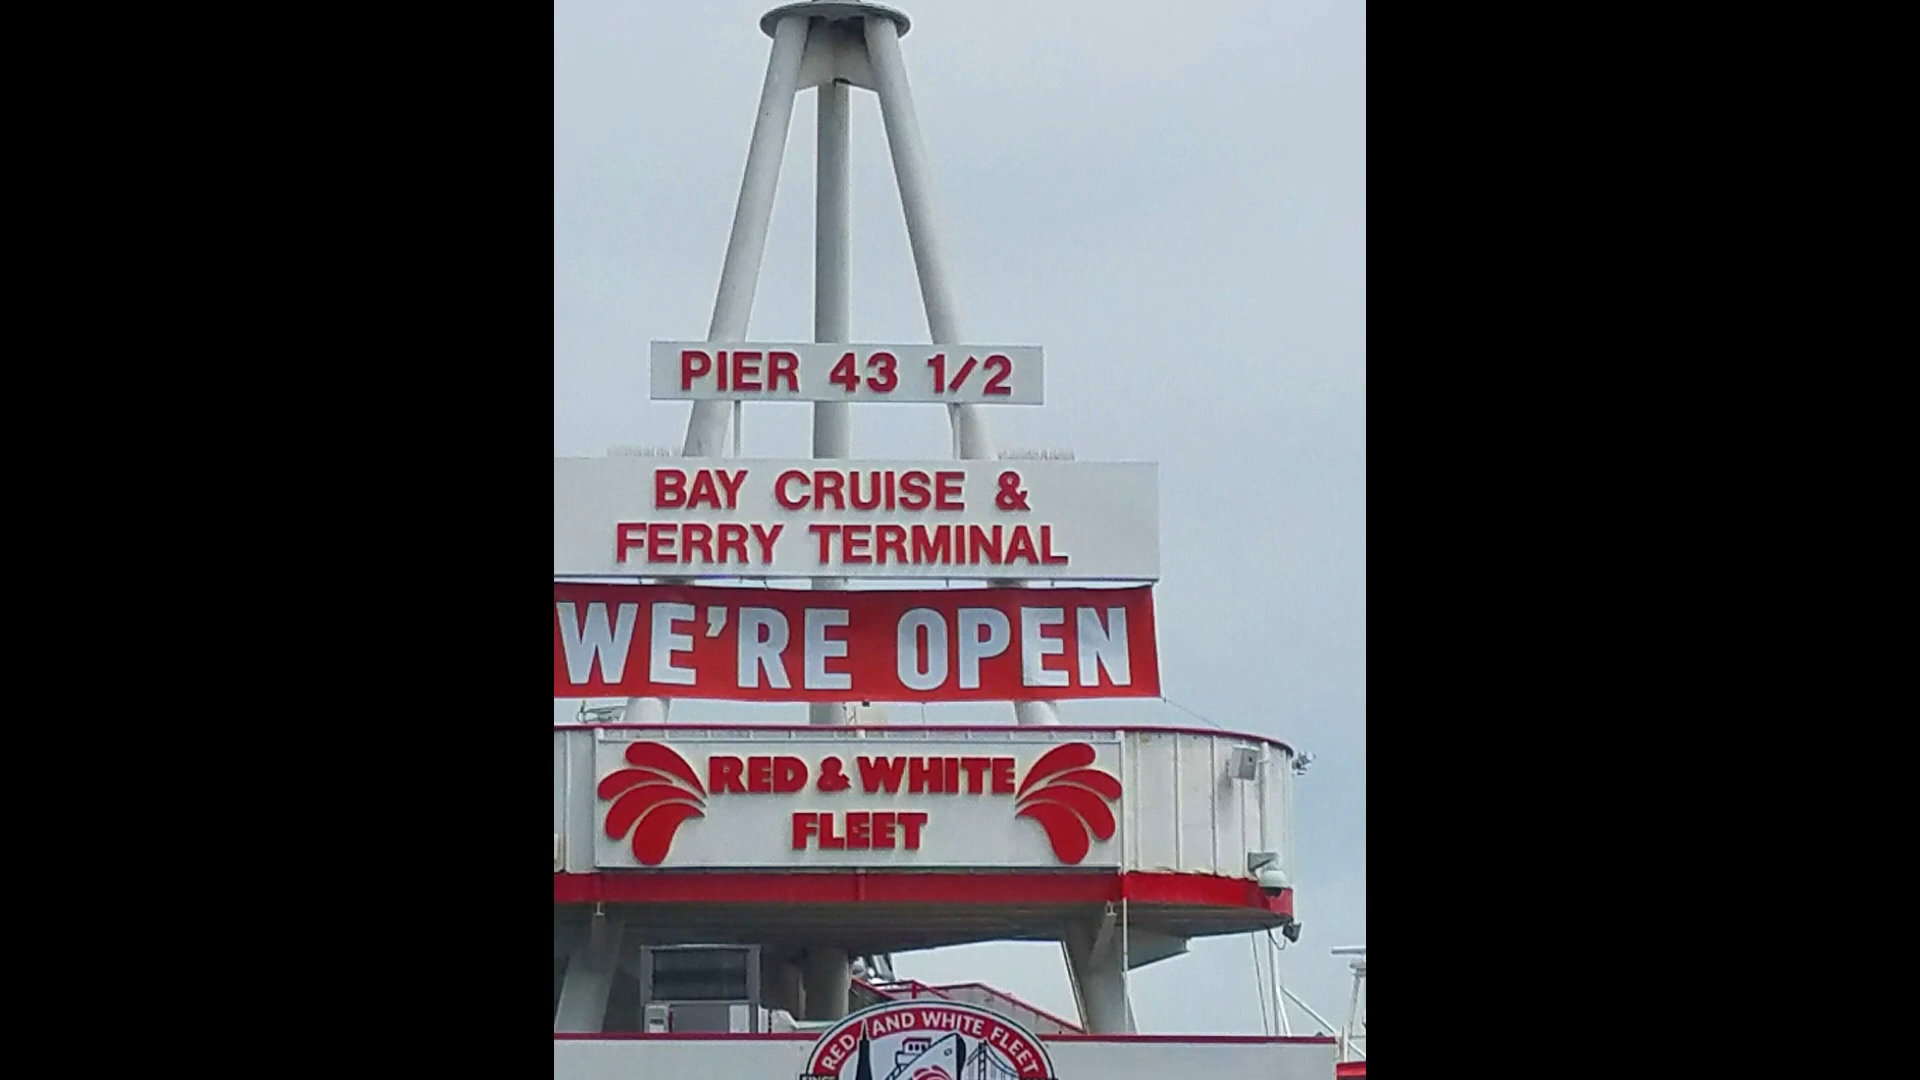 PIER 43 1/2
BAY CRUISE &
FERRY TERMINAL
WE'RE OPEN
RED & WHITE
FLEET
RED AND WHITE FLEET